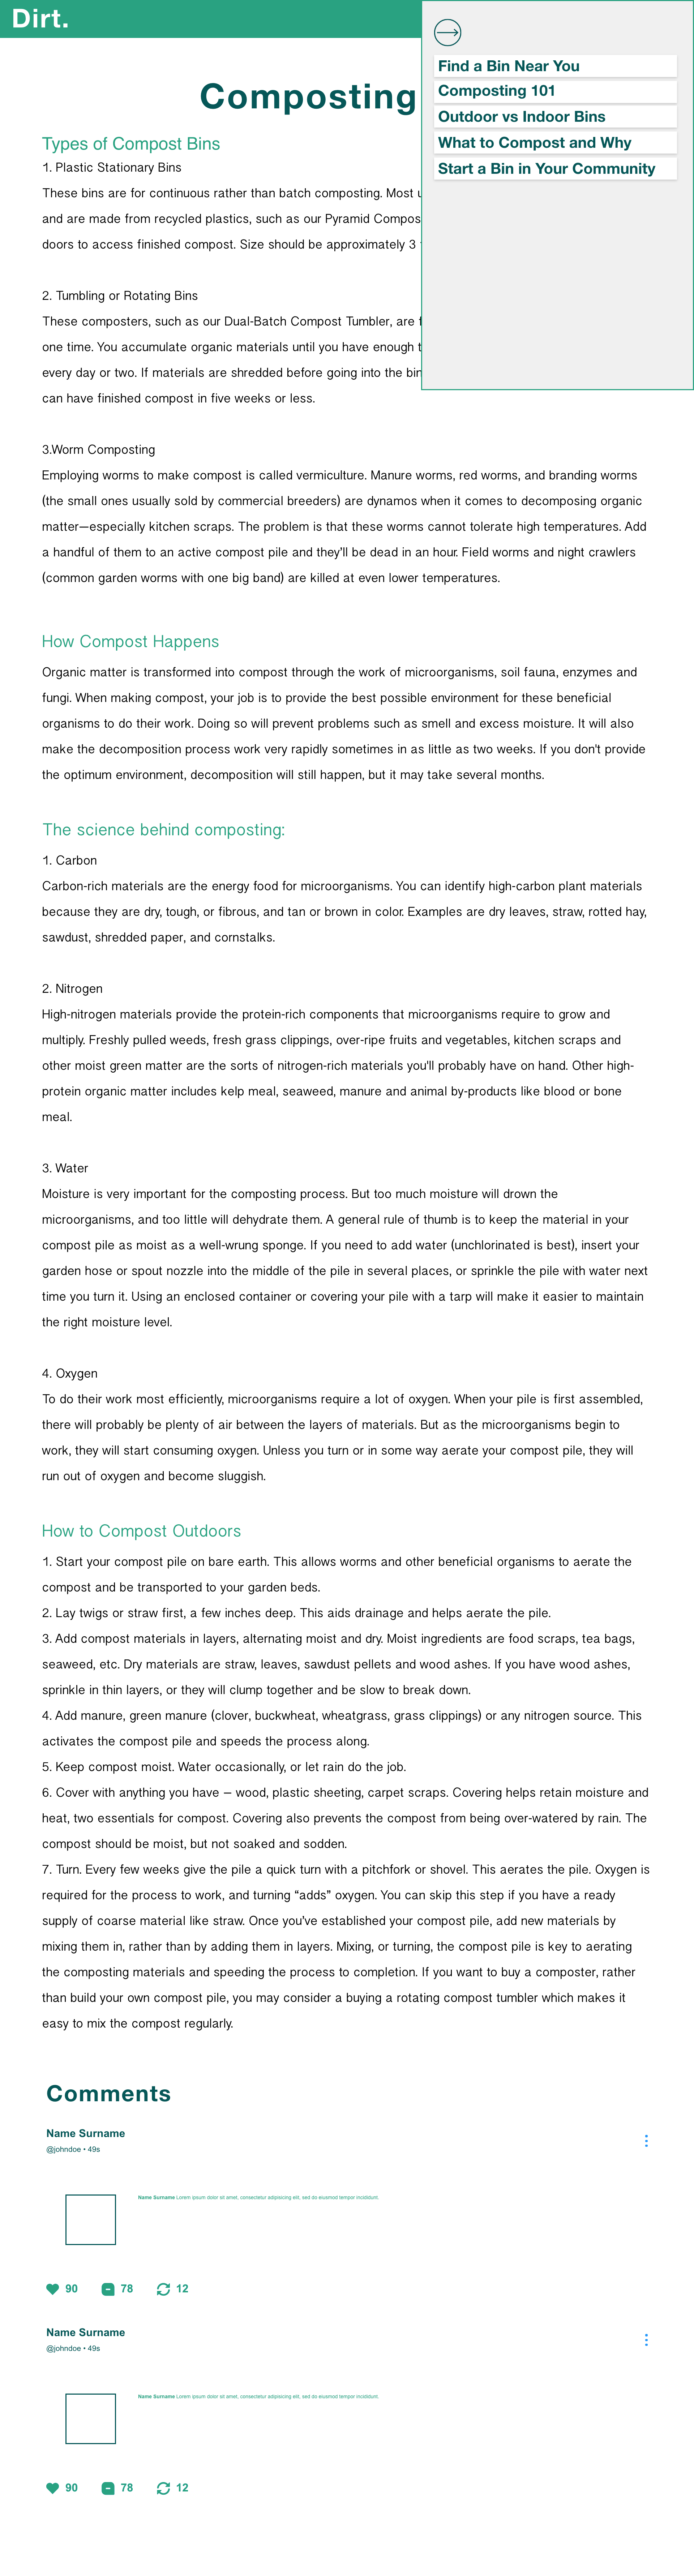 Dirt.
Find a Bin Near You
Composting 101
Outdoor vs Indoor Bins
What to Compost and Why
Start a Bin in Your Community
Composting
Types of Compost Bins
1. Plastic Stationary Bins
These bins are for continuous rather than batch composting. Most
and are made from recycled plastics, such as our Pyramid Compos
doors to access finished compost. Size should be approximately 3
2. Tumbling or Rotating Bins
These composters, such as our Dual-Batch Compost Tumbler, are
one time. You accumulate organic materials until you have enough
every day or two. If materials are shredded before going into the bin
can have finished compost in five weeks or less.
3.Worm Composting
Employing worms to make compost is called vermiculture. Manure worms, red worms, and branding worms
(the small ones usually sold by commercial breeders) are dynamos when it comes to decomposing organic
matter—especially kitchen scraps. The problem is that these worms cannot tolerate high temperatures. Add
a handful of them to an active compost pile and they'll be dead in an hour. Field worms and night crawlers
(common garden worms with one big band) are killed at even lower temperatures.
How Compost Happens
Organic matter is transformed into compost through the work of microorganisms, soil fauna, enzymes and
fungi. When making compost, your job is to provide the best possible environment for these beneficial
organisms to do their work. Doing so will prevent problems such as smell and excess moisture. It will also
make the decomposition process work very rapidly sometimes in as little as two weeks. If you don't provide
the optimum environment, decomposition will still happen, but it may take several months.
The science behind composting:
1. Carbon
Carbon-rich materials are the energy food for microorganisms. You can identify high-carbon plant materials
because they are dry, tough, or fibrous, and tan or brown in color. Examples are dry leaves, straw, rotted hay,
sawdust, shredded paper, and cornstalks.
2. Nitrogen
High-nitrogen materials provide the protein-rich components that microorganisms require to grow and
multiply. Freshly pulled weeds, fresh grass clippings, over-ripe fruits and vegetables, kitchen scraps and
other moist green matter are the sorts of nitrogen-rich materials you'll probably have on hand. Other high-
protein organic matter includes kelp meal, seaweed, manure and animal by-products like blood or bone
meal.
3. Water
Moisture is very important for the composting process. But too much moisture will drown the
microorganisms, and too little will dehydrate them. A general rule of thumb is to keep the material in your
compost pile as moist as a well-wrung sponge. If you need to add water (unchlorinated is best), insert your
garden hose or spout nozzle into the middle of the pile in several places, or sprinkle the pile with water next
time you turn it. Using an enclosed container or covering your pile with a tarp will make it easier to maintain
the right moisture level.
4. Oxygen
To do their work most efficiently, microorganisms require a lot of oxygen. When your pile is first assembled,
there will probably be plenty of air between the layers of materials. But as the microorganisms begin to
work, they will start consuming oxygen. Unless you turn or in some way aerate your compost pile, they will
run out of oxygen and become sluggish.
How to Compost Outdoors
1. Start your compost pile on bare earth. This allows worms and other beneficial organisms to aerate the
compost and be transported to your garden beds.
2. Lay twigs or straw first, a few inches deep. This aids drainage and helps aerate the pile.
3. Add compost materials in layers, alternating moist and dry. Moist ingredients are food scraps, tea bags,
seaweed, etc. Dry materials are straw, leaves, sawdust pellets and wood ashes. If you have wood ashes,
sprinkle in thin layers, or they will clump together and be slow to break down.
4. Add manure, green manure (clover, buckwheat, wheatgrass, grass clippings) or any nitrogen source. This
activates the compost pile and speeds the process along.
5. Keep compost moist. Water occasionally, or let rain do the job.
6. Cover with anything you have – wood, plastic sheeting, carpet scraps. Covering helps retain moisture and
heat, two essentials for compost. Covering also prevents the compost from being over-watered by rain. The
compost should be moist, but not soaked and sodden.
7. Turn. Every few weeks give the pile a quick turn with a pitchfork or shovel. This aerates the pile. Oxygen is
required for the process to work, and turning “adds” oxygen. You can skip this step if you have a ready
supply of coarse material like straw. Once you've established your compost pile, add new materials by
mixing them in, rather than by adding them in layers. Mixing, or turning, the compost pile is key to aerating
the composting materials and speeding the process to completion. If you want to buy a composter, rather
than build your own compost pile, you may consider a buying a rotating compost tumbler which makes it
easy to mix the compost regularly.
Comments
Name Surname
@johndoe • 49s
Name Surname Lorem ipsum dolor sit amet, consectetur adipisicing elit, sed do eiusmod tempor incididunt.
90 78 12
Name Surname
@johndoe • 49s
Name Surname Lorem ipsum dolor sit amet, consectetur adipisicing elit, sed do eiusmod tempor incididunt.
90 78 12